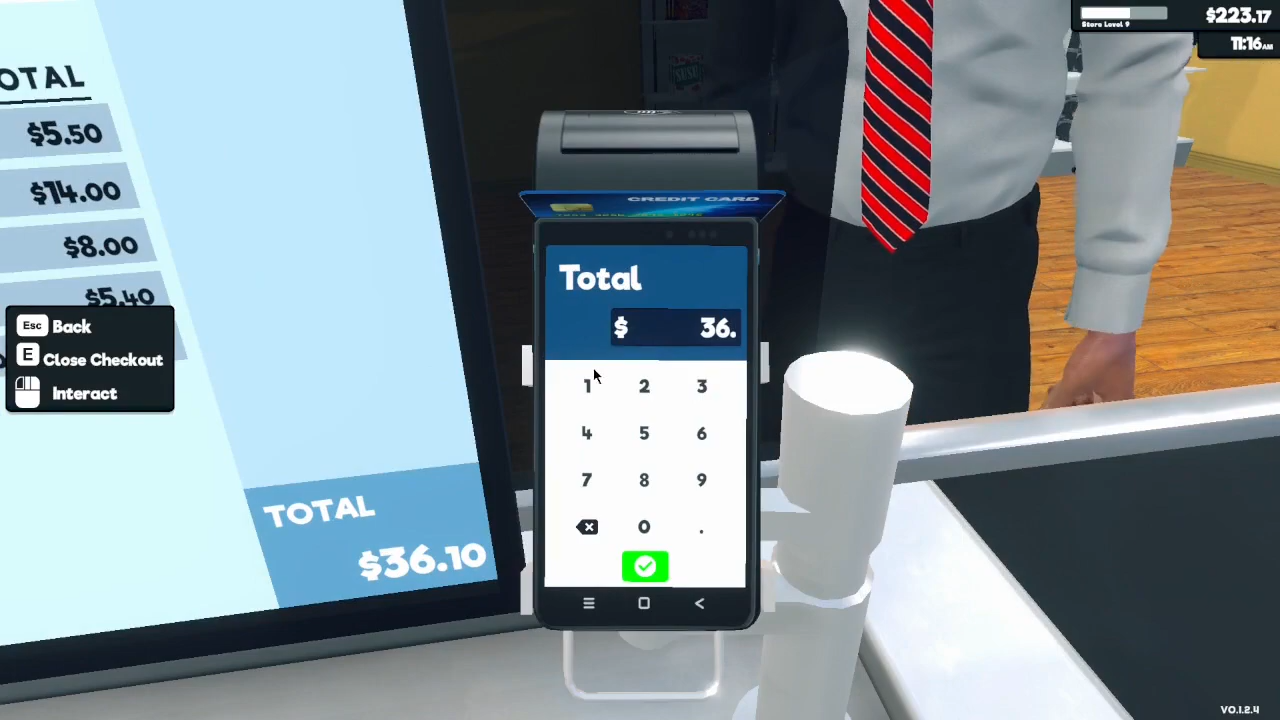 $223.17
Store Level 9
11:16AM
OTAL
$5.50
$14.00
$8.00
$5.40
Esc Back
E Close Checkout
Interact
TOTAL
$36.10
CREDIT CARD
Total
$ 36.
1 2 3
4 5 6
7 8 9
0 .
V0.1.2.4